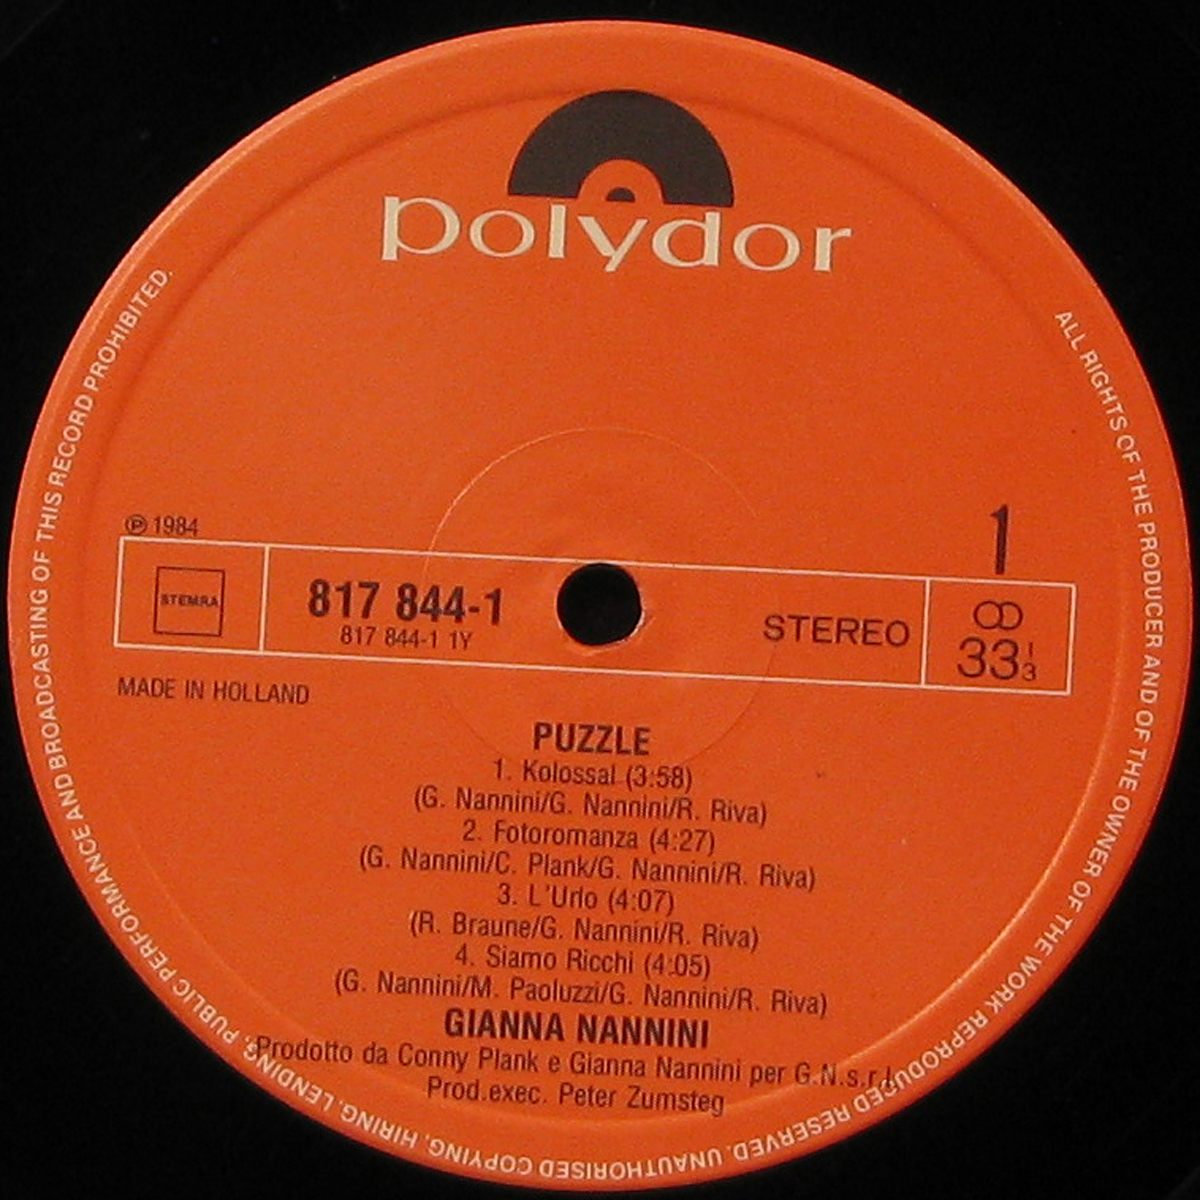 polydor
ALL RIGHTS OF THE PRODUCER AND OF THE OWNER OF THE WORK REPRODUCED RESERVED. UNAUTHORISED COPYING, HIRING, LENDING, PUBLIC PERFORMANCE AND BROADCASTING OF THIS RECORD PROHIBITED.
℗ 1984
1
STEMRA
817 844-1
817 844-1 1Y
STEREO
33 1/3
MADE IN HOLLAND
PUZZLE
1. Kolossal (3:58)
(G. Nannini/G. Nannini/R. Riva)
2. Fotoromanza (4:27)
(G. Nannini/C. Plank/G. Nannini/R. Riva)
3. L'Urlo (4:07)
(R. Braune/G. Nannini/R. Riva)
4. Siamo Ricchi (4:05)
(G. Nannini/M. Paoluzzi/G. Nannini/R. Riva)
GIANNA NANNINI
Prodotto da Conny Plank e Gianna Nannini per G.N.s.r.l.
Prod.exec. Peter Zumsteg